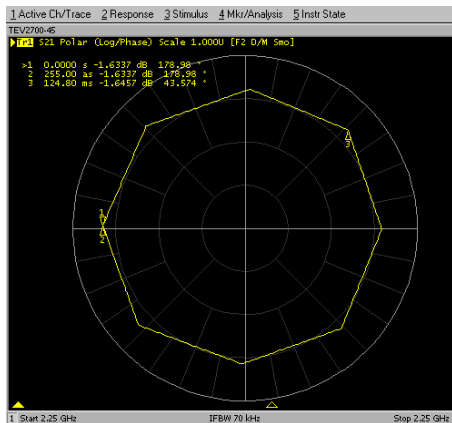 1 Active Ch/Trace 2 Response 3 Stimulus 4 Mkr/Analysis 5 Instr State
TEV2700-45
Tr1 S21 Polar (Log/Phase) Scale 1.000U [F2 D/M Smo]
>1 0.0000 s -1.6337 dB 178.98 °
2 255.00 as -1.6337 dB 178.98 °
3 124.80 ms -1.6457 dB 43.574 °
3
1
2
1 Start 2.25 GHz IFBW 70 kHz Stop 2.25 GHz